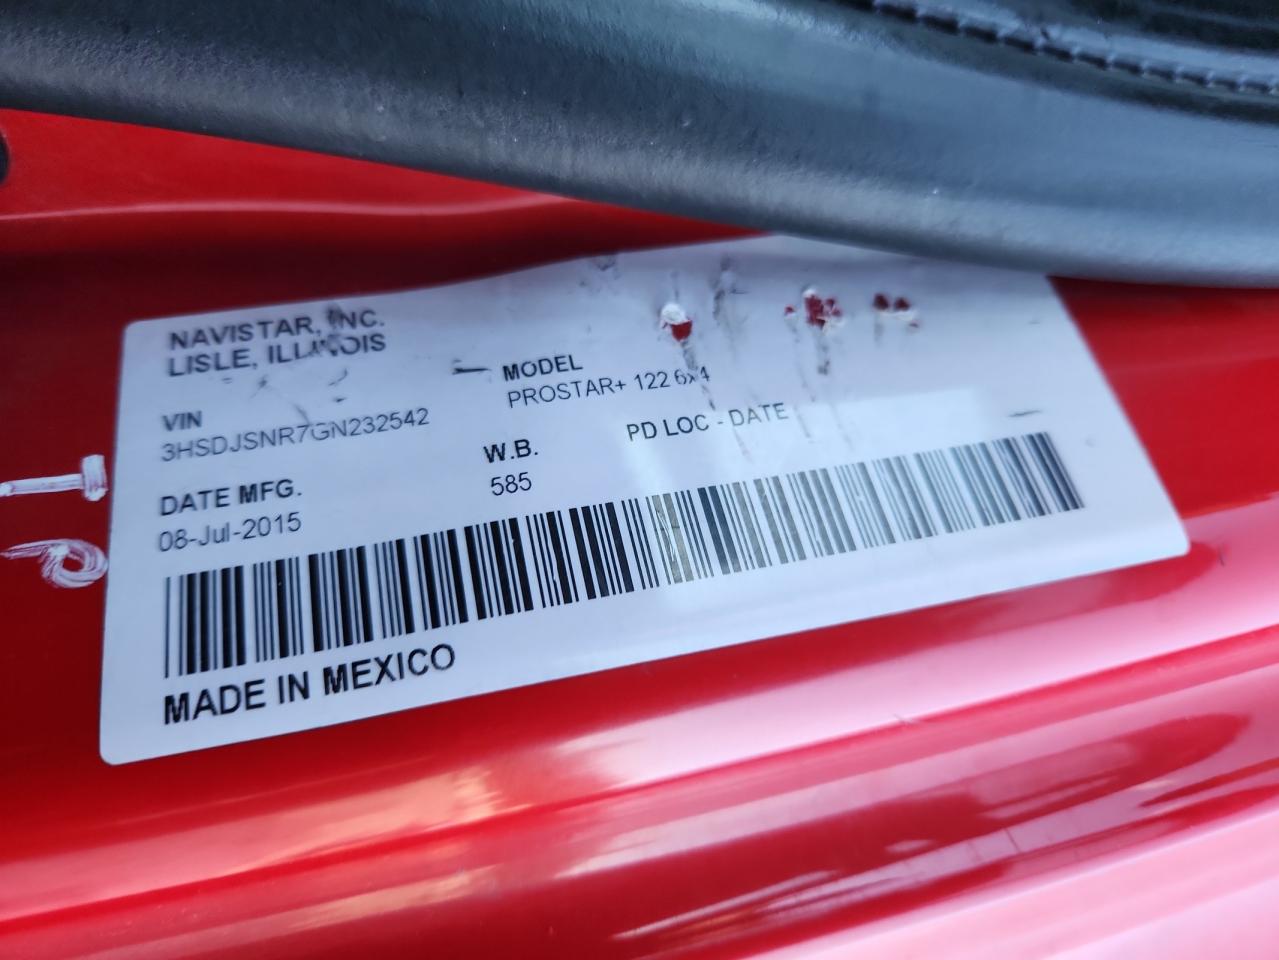 NAVISTAR, INC.
LISLE, ILLINOIS
MODEL
PROSTAR+ 122 6x4
VIN
3HSDJSNR7GN232542
PD LOC - DATE
W.B.
585
DATE MFG.
08-Jul-2015
MADE IN MEXICO